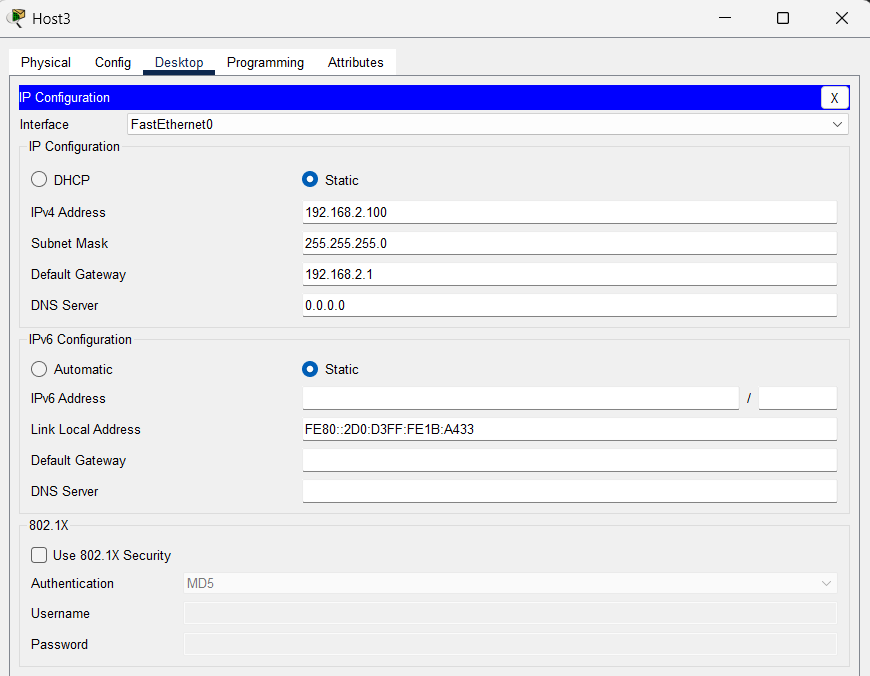 Host3
Physical Config Desktop Programming Attributes
IP Configuration X
Interface FastEthernet0
IP Configuration
DHCP Static
IPv4 Address 192.168.2.100
Subnet Mask 255.255.255.0
Default Gateway 192.168.2.1
DNS Server 0.0.0.0
IPv6 Configuration
Automatic Static
IPv6 Address /
Link Local Address FE80::2D0:D3FF:FE1B:A433
Default Gateway
DNS Server
802.1X
Use 802.1X Security
Authentication MD5
Username
Password